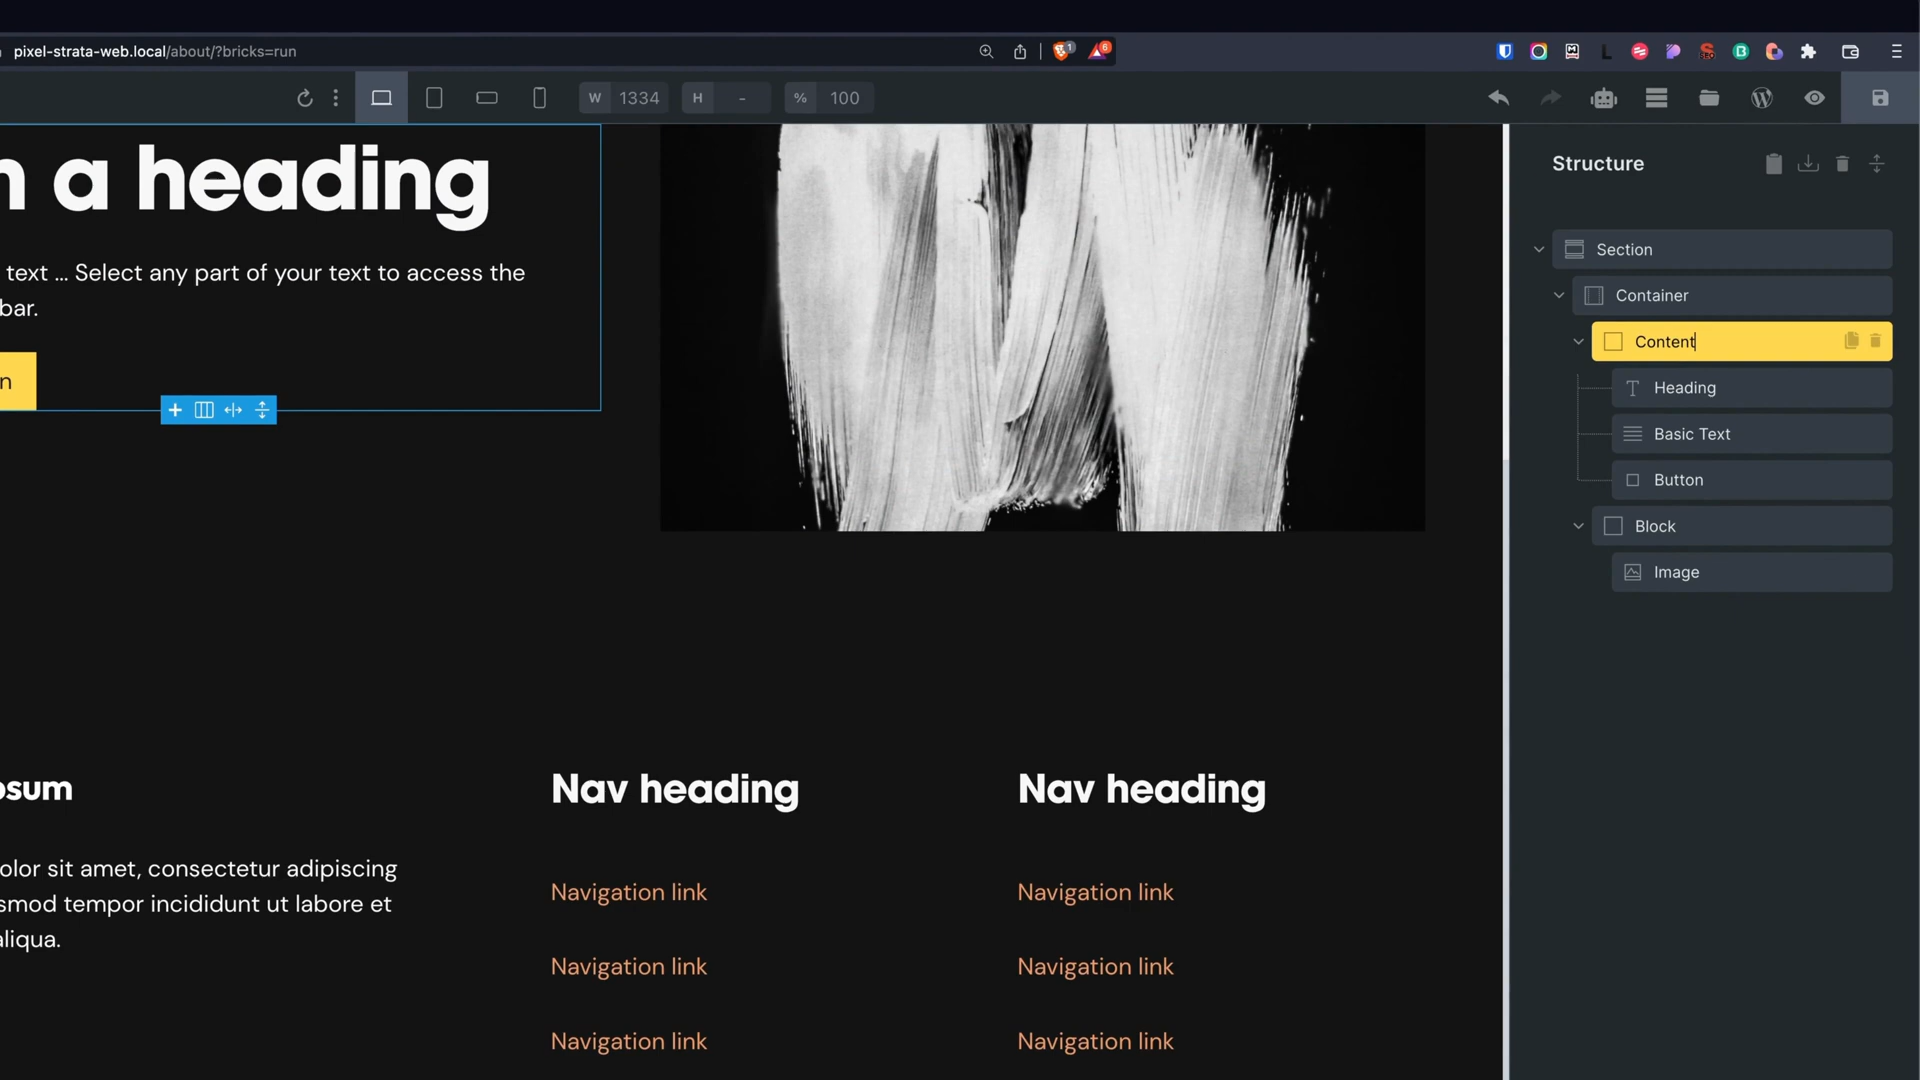 pixel-strata-web.local/about/?bricks=run
1
6
W 1334
H -
% 100
Structure
Section
Container
Content
Heading
Basic Text
Button
Block
Image
a heading
text ... Select any part of your text to access the
bar.
Nav heading
Nav heading
olor sit amet, consectetur adipiscing
smod tempor incididunt ut labore et
aliqua.
Navigation link
Navigation link
Navigation link
Navigation link
Navigation link
Navigation link